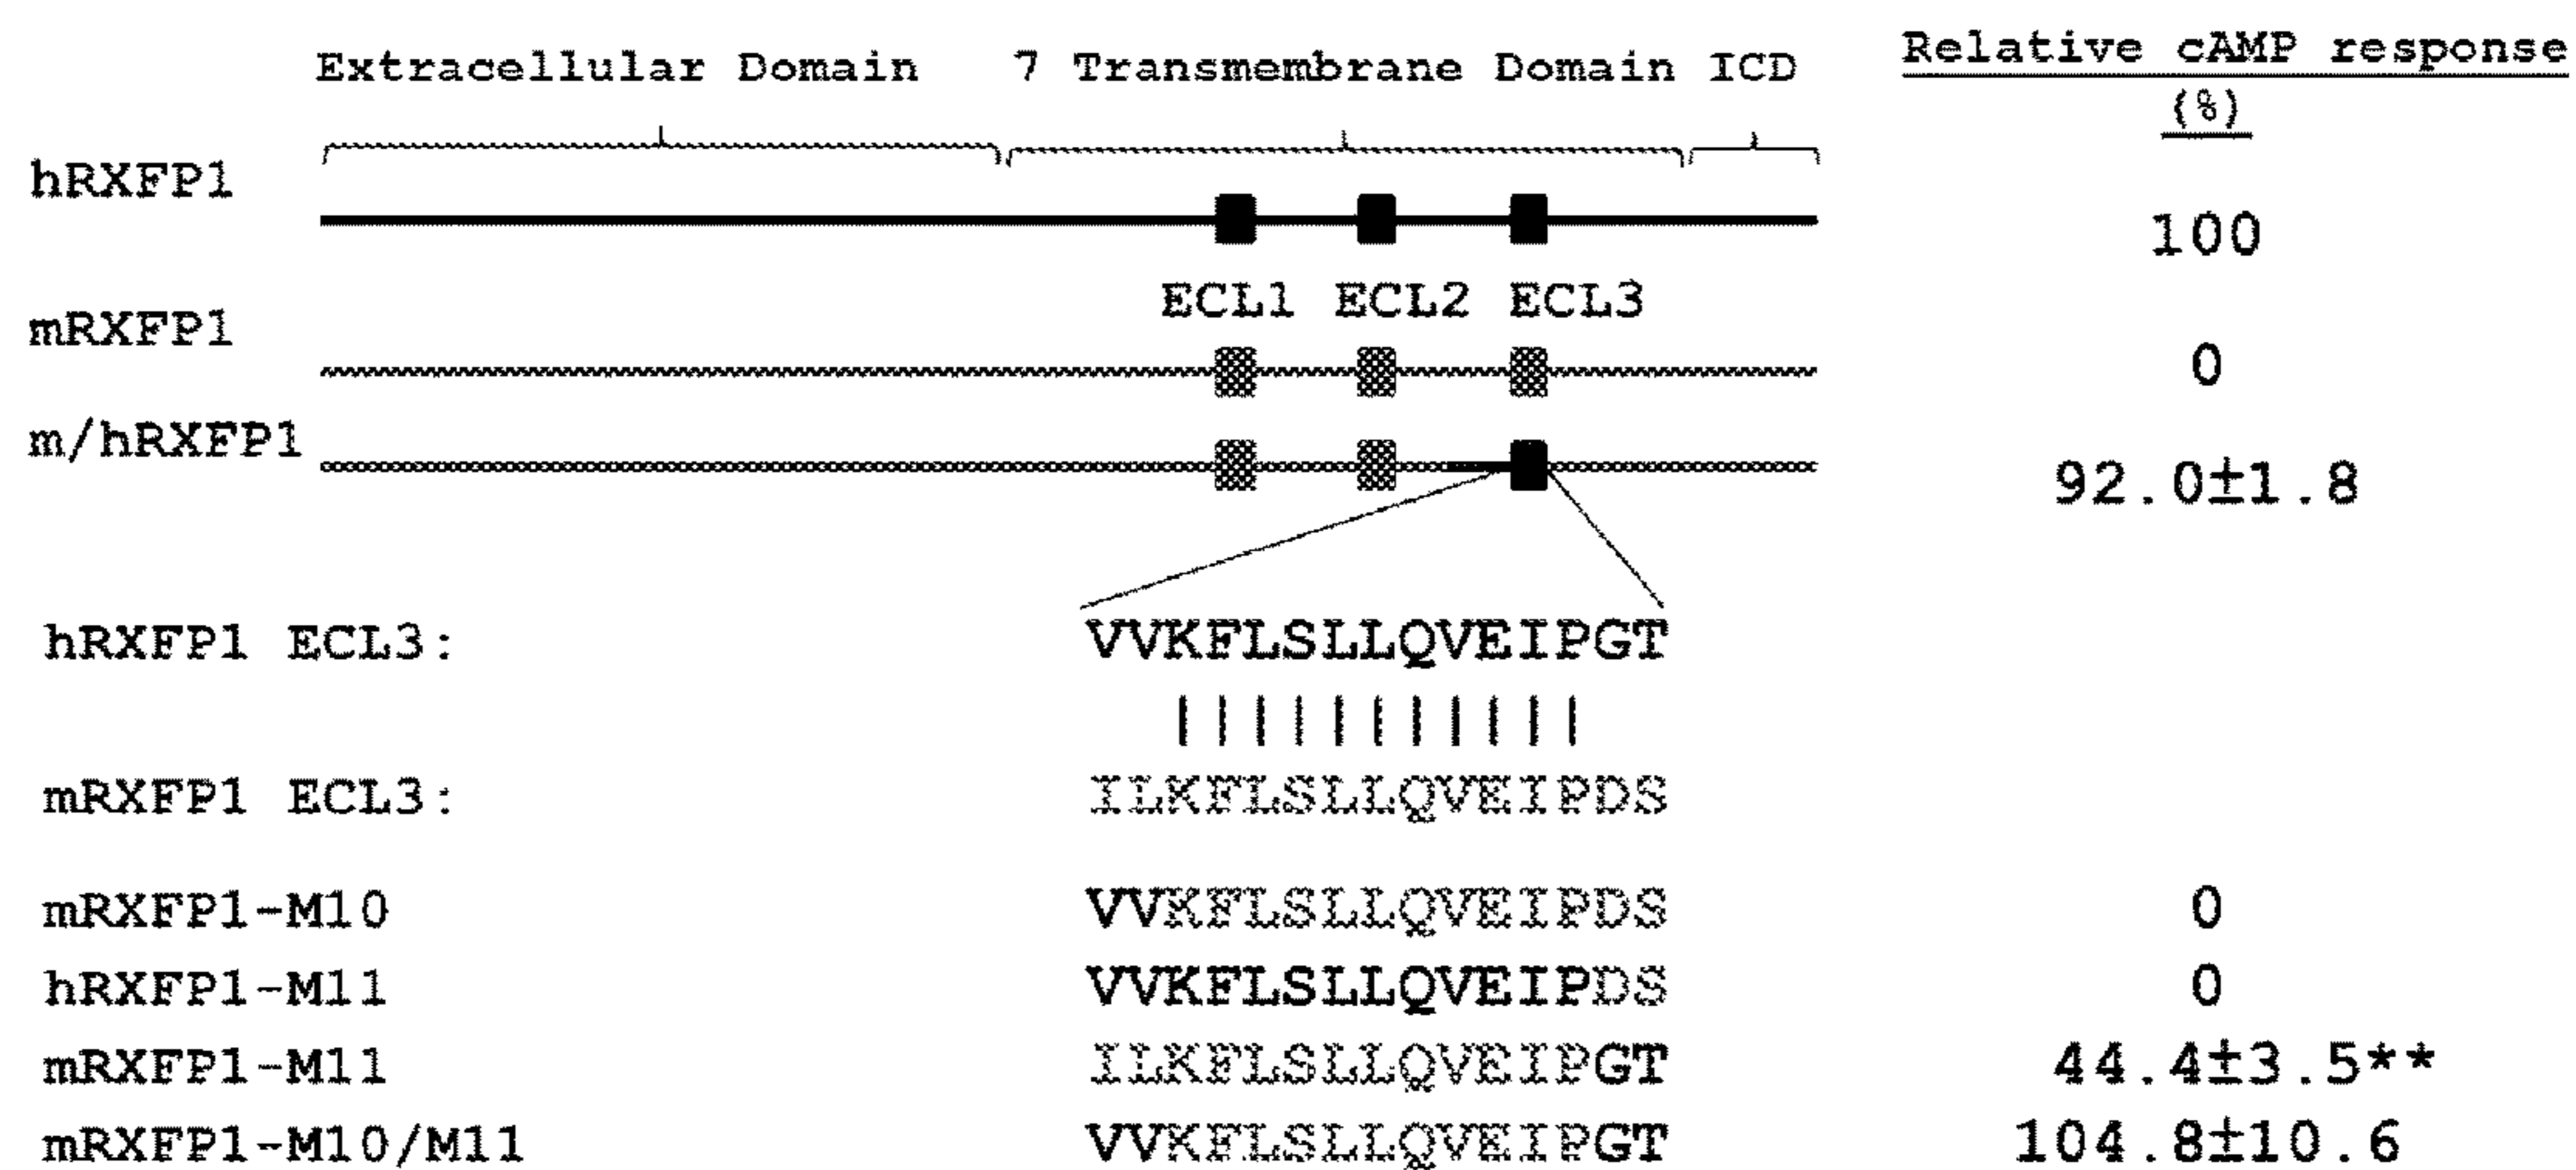 Extracellular Domain 7 Transmembrane Domain ICD Relative cAMP response
(%)
hRXFP1 100
ECL1 ECL2 ECL3
mRXFP1 0
m/hRXFP1 92.0±1.8
hRXFP1 ECL3: VVKFLSLLQVEIPGT
mRXFP1 ECL3: ILKFLSLLQVEIPDS
mRXFP1-M10 VVKFLSLLQVEIPDS 0
hRXFP1-M11 VVKFLSLLQVEIPDS 0
mRXFP1-M11 ILKFLSLLQVEIPGT 44.4±3.5**
mRXFP1-M10/M11 VVKFLSLLQVEIPGT 104.8±10.6